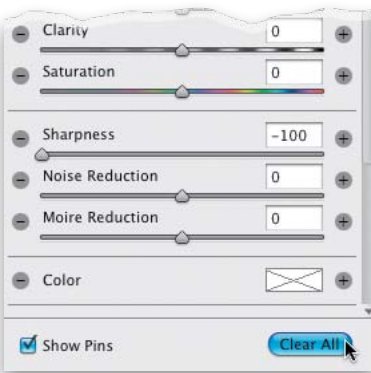 Clarity 0
Saturation 0
Sharpness -100
Noise Reduction 0
Moire Reduction 0
Color
Show Pins Clear All